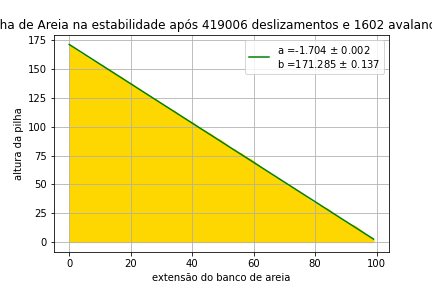 ha de Areia na estabilidade após 419006 deslizamentos e 1602 avalanc
175
150
125
100
75
50
25
0
altura da pilha
a =-1.704 ± 0.002
b =171.285 ± 0.137
0 20 40 60 80 100
extensão do banco de areia